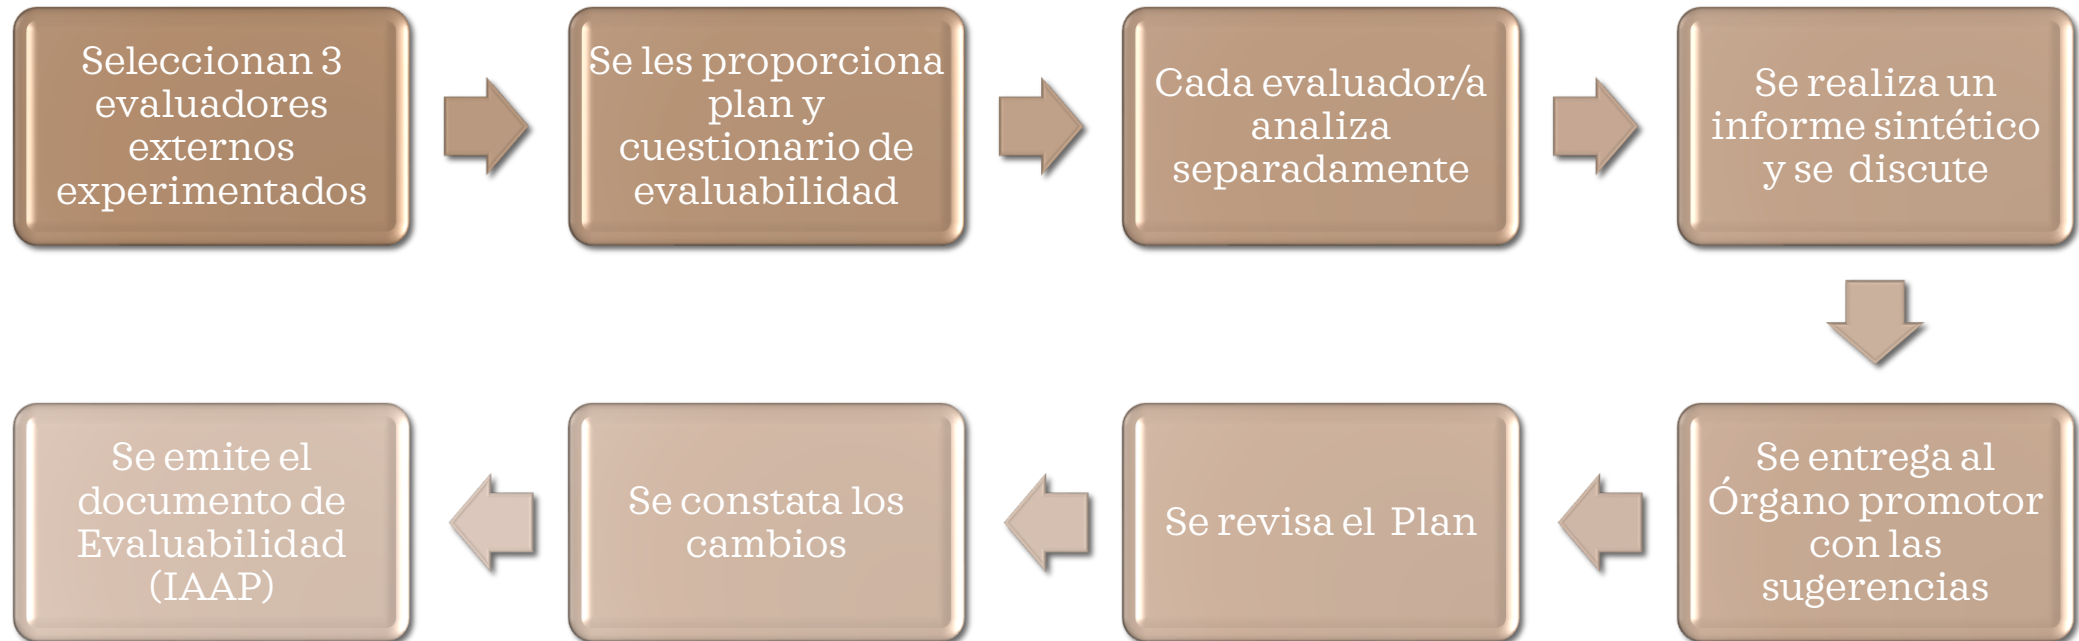 Seleccionan 3
evaluadores
externos
experimentados
Se les proporciona
plan y
cuestionario de
evaluabilidad
Cada evaluador/a
analiza
separadamente
Se realiza un
informe sintético
y se discute
Se entrega al
Órgano promotor
con las
sugerencias
Se revisa el Plan
Se constata los
cambios
Se emite el
documento de
Evaluabilidad
(IAAP)